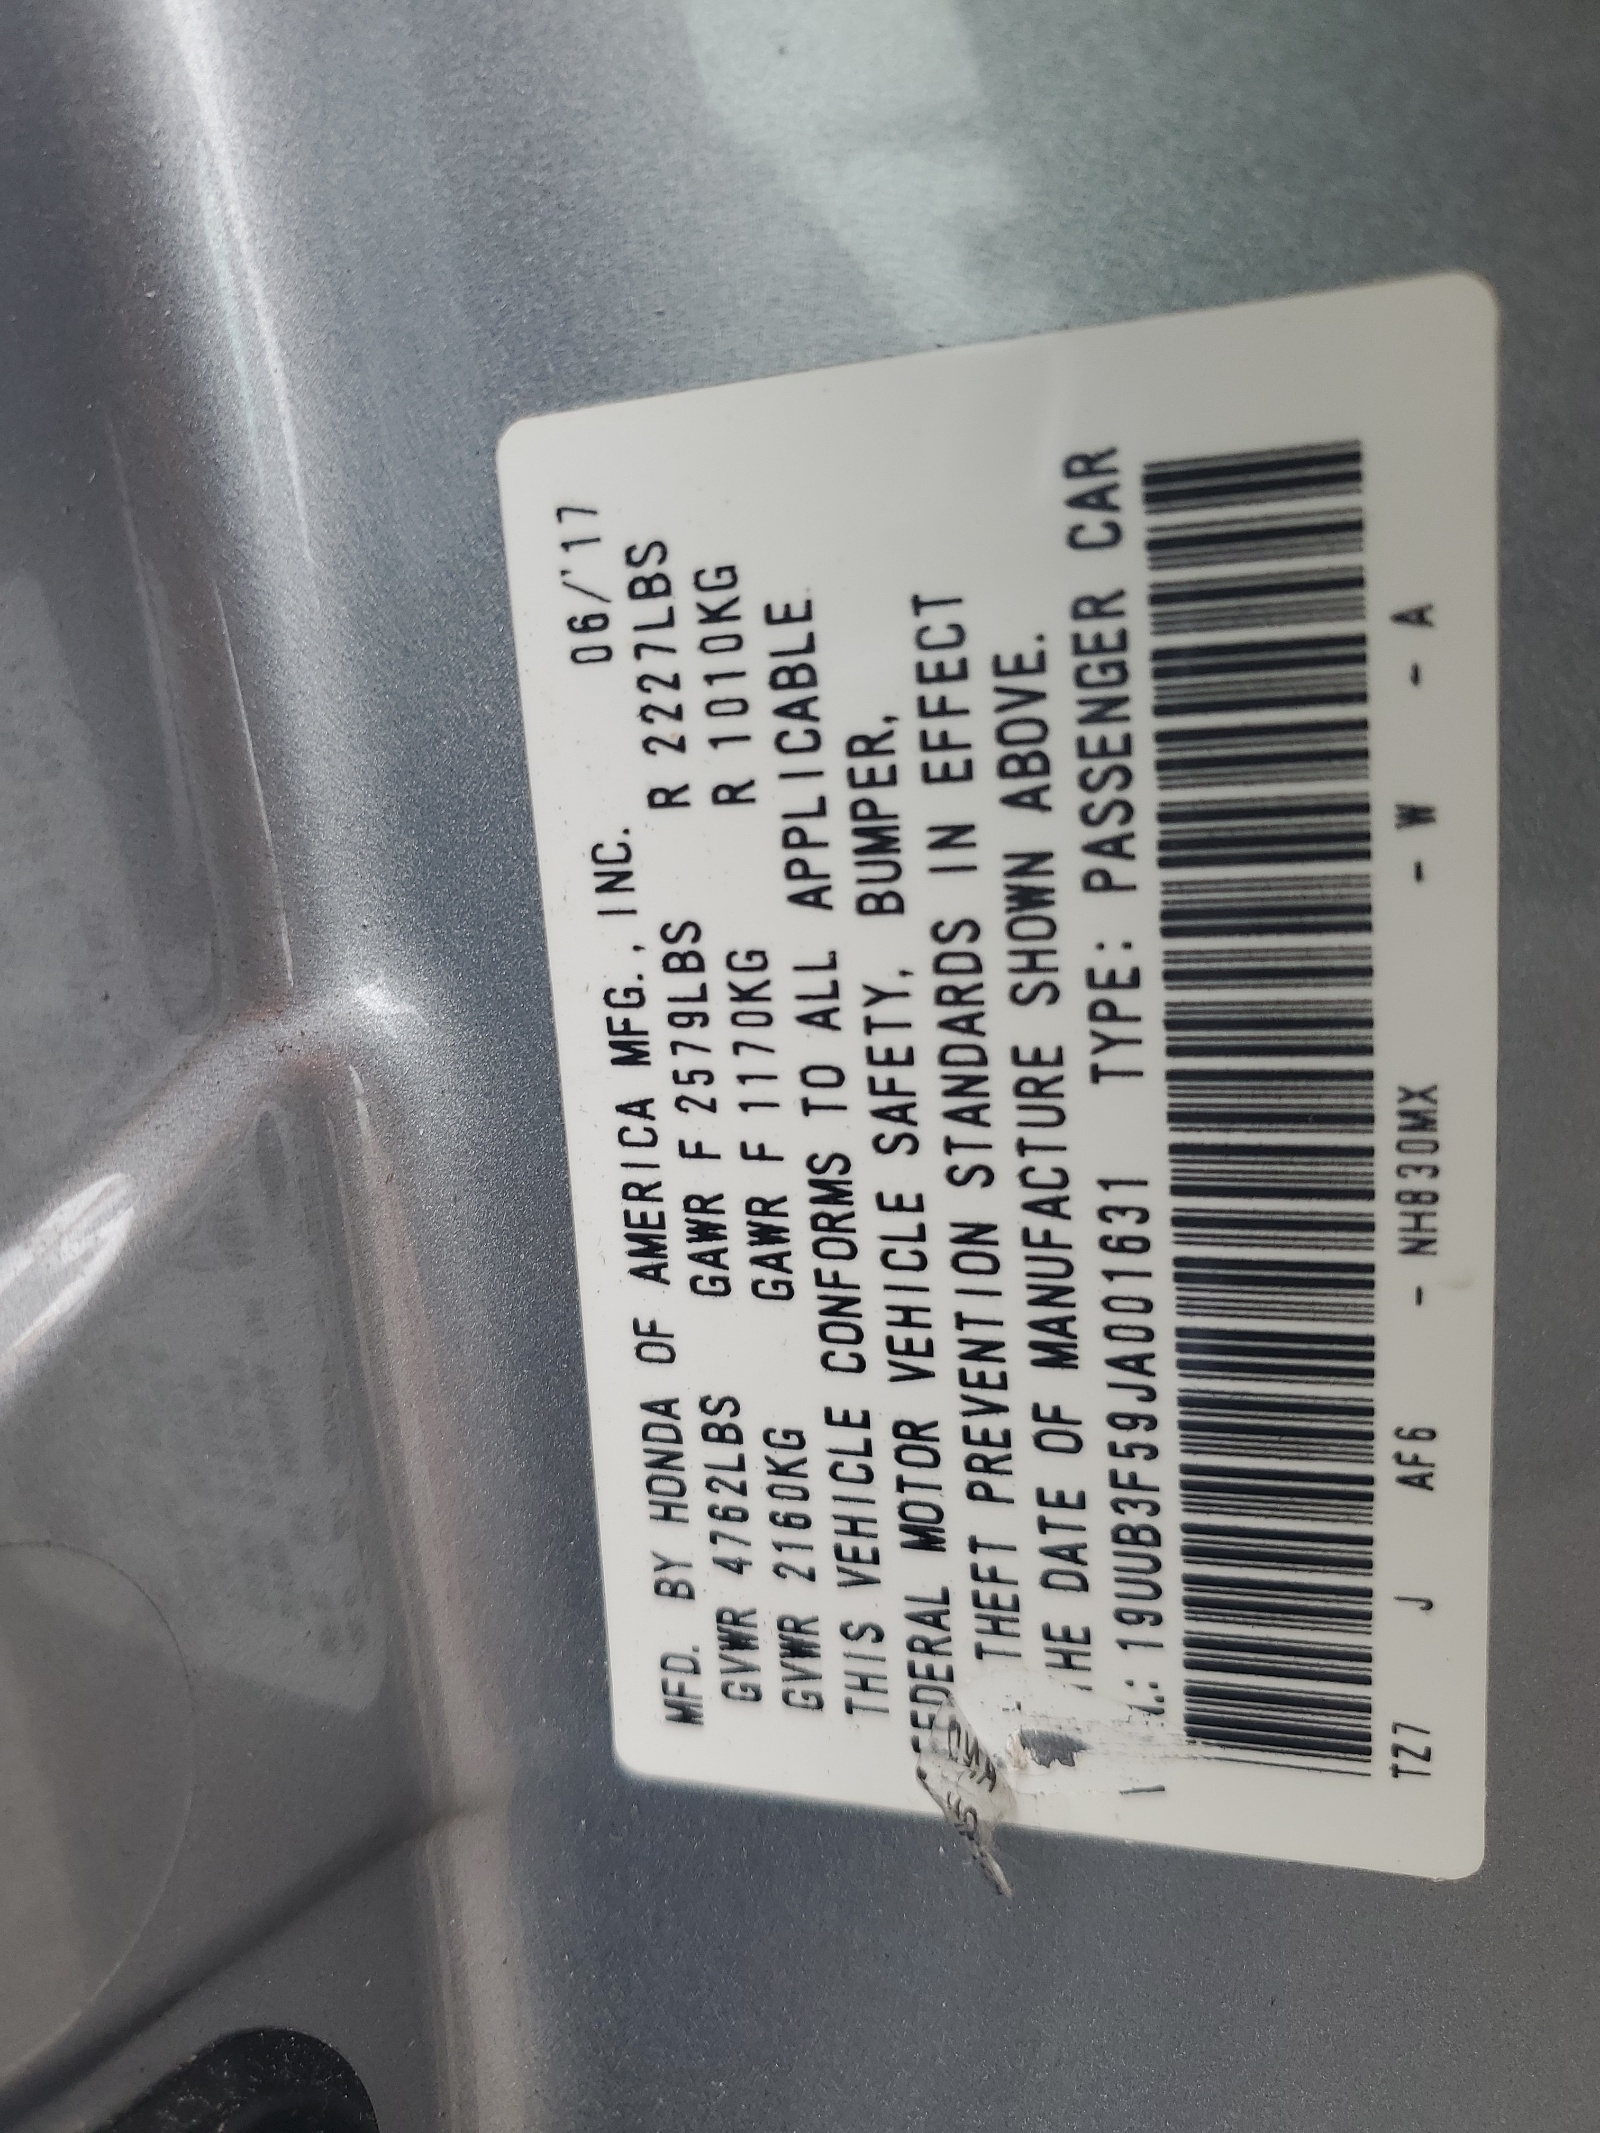 MFD. BY HONDA OF AMERICA MFG., INC. 06/'17
GVWR 4762LBS GAWR F 2579LBS R 2227LBS
GVWR 2160KG GAWR F 1170KG R 1010KG
THIS VEHICLE CONFORMS TO ALL APPLICABLE
FEDERAL MOTOR VEHICLE SAFETY, BUMPER,
THEFT PREVENTION STANDARDS IN EFFECT
THE DATE OF MANUFACTURE SHOWN ABOVE.
19UUB3F59JA001631 TYPE: PASSENGER CAR
TZ7 J AF6 - NH830MX - W - A